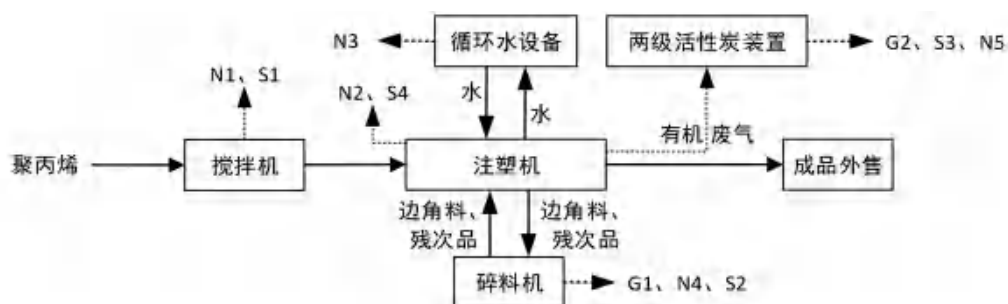 N3
循环水设备
两级活性炭装置
G2、S3、N5
N1、S1
N2、S4
水
水
有机废气
聚丙烯
搅拌机
注塑机
成品外售
边角料、
残次品
边角料、
残次品
碎料机
G1、N4、S2